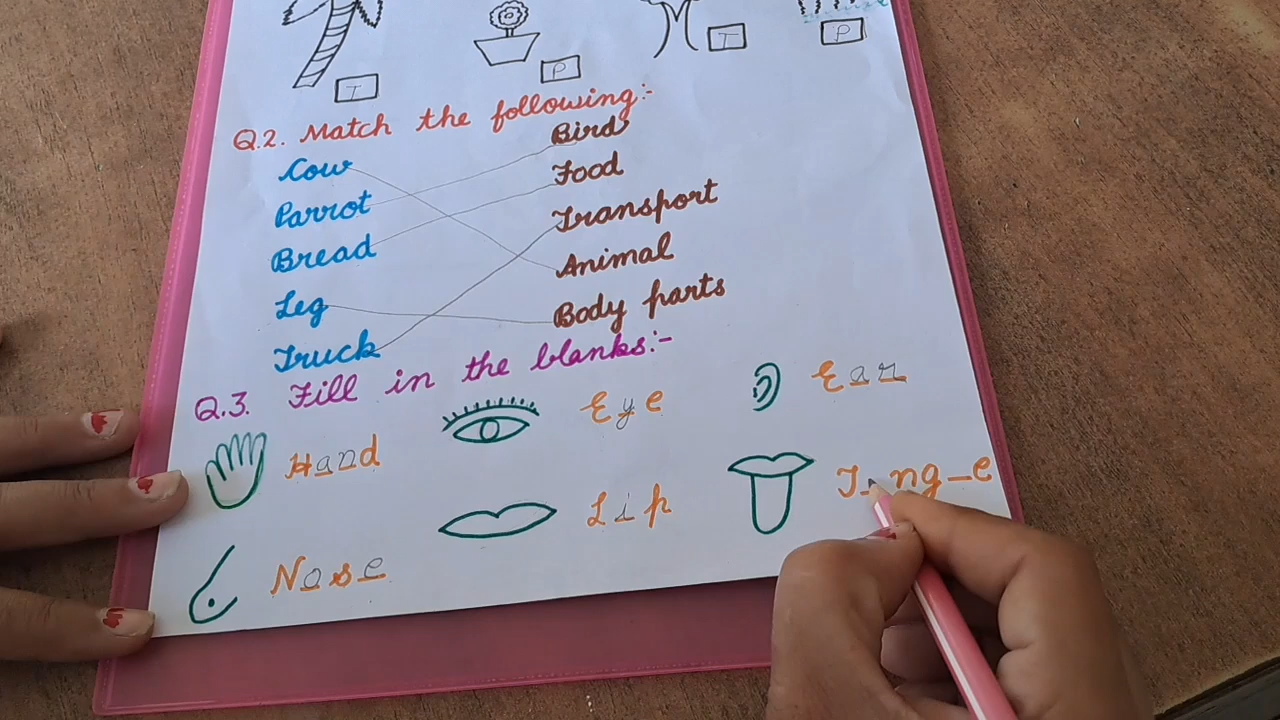 T P T P
Q.2. Match the following:-
Cow Bird
Parrot Food
Bread Transport
Leg Animal
Truck Body parts
Q.3. Fill in the blanks:-
Hand Eye Ear
Nose Lip T_ng_e